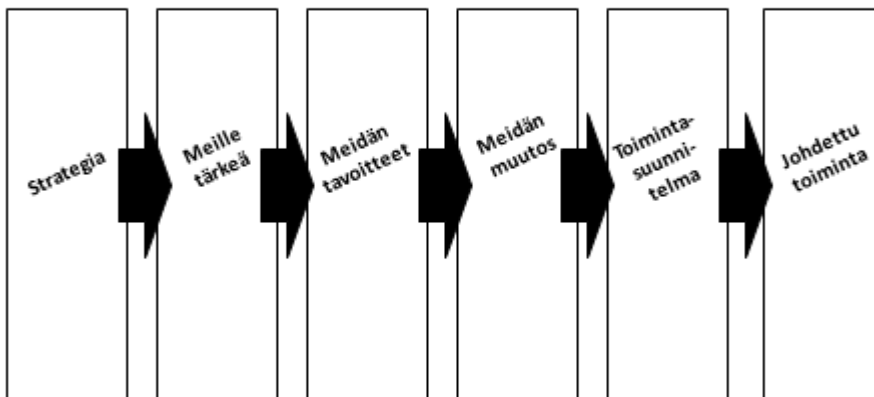 Strategia
Meille
tärkeä
Meidän
tavoitteet
Meidän
muutos
Toiminta-
suunni-
telma
Johdettu
toiminta